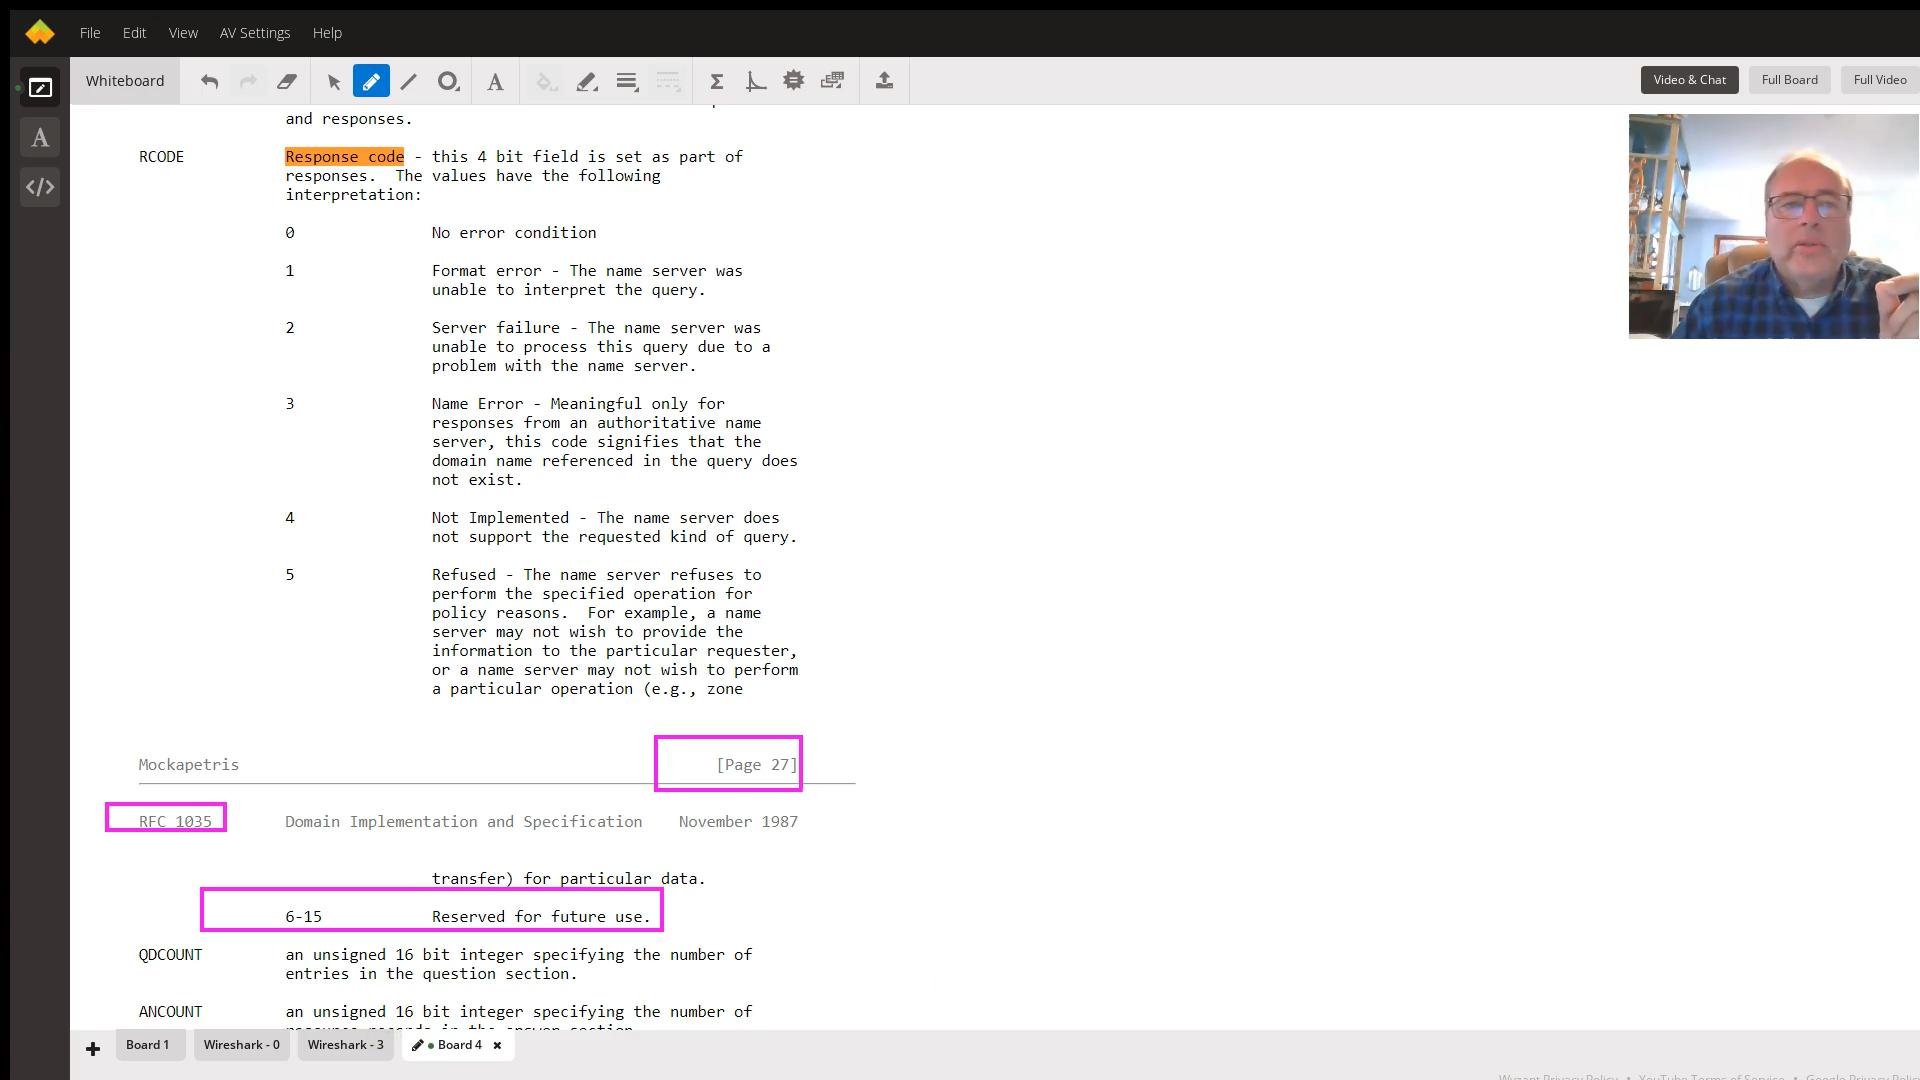 File Edit View AV Settings Help
Whiteboard
A
Σ
Video & Chat Full Board Full Video
A
</>
and responses.
RCODE Response code - this 4 bit field is set as part of
responses. The values have the following
interpretation:
0 No error condition
1 Format error - The name server was
unable to interpret the query.
2 Server failure - The name server was
unable to process this query due to a
problem with the name server.
3 Name Error - Meaningful only for
responses from an authoritative name
server, this code signifies that the
domain name referenced in the query does
not exist.
4 Not Implemented - The name server does
not support the requested kind of query.
5 Refused - The name server refuses to
perform the specified operation for
policy reasons. For example, a name
server may not wish to provide the
information to the particular requester,
or a name server may not wish to perform
a particular operation (e.g., zone
Mockapetris [Page 27]
RFC 1035 Domain Implementation and Specification November 1987
transfer) for particular data.
6-15 Reserved for future use.
QDCOUNT an unsigned 16 bit integer specifying the number of
entries in the question section.
ANCOUNT an unsigned 16 bit integer specifying the number of
Board 1 Wireshark - 0 Wireshark - 3 Board 4